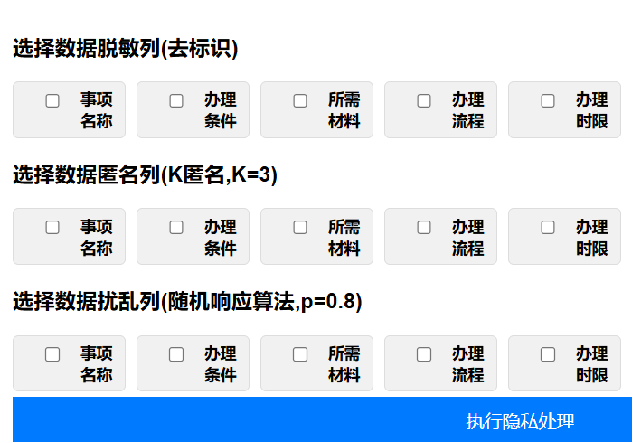 选择数据脱敏列(去标识)
事项 办理 所需 办理 办理
名称 条件 材料 流程 时限
选择数据匿名列(K匿名,K=3)
事项 办理 所需 办理 办理
名称 条件 材料 流程 时限
选择数据扰乱列(随机响应算法,p=0.8)
事项 办理 所需 办理 办理
名称 条件 材料 流程 时限
执行隐私处理